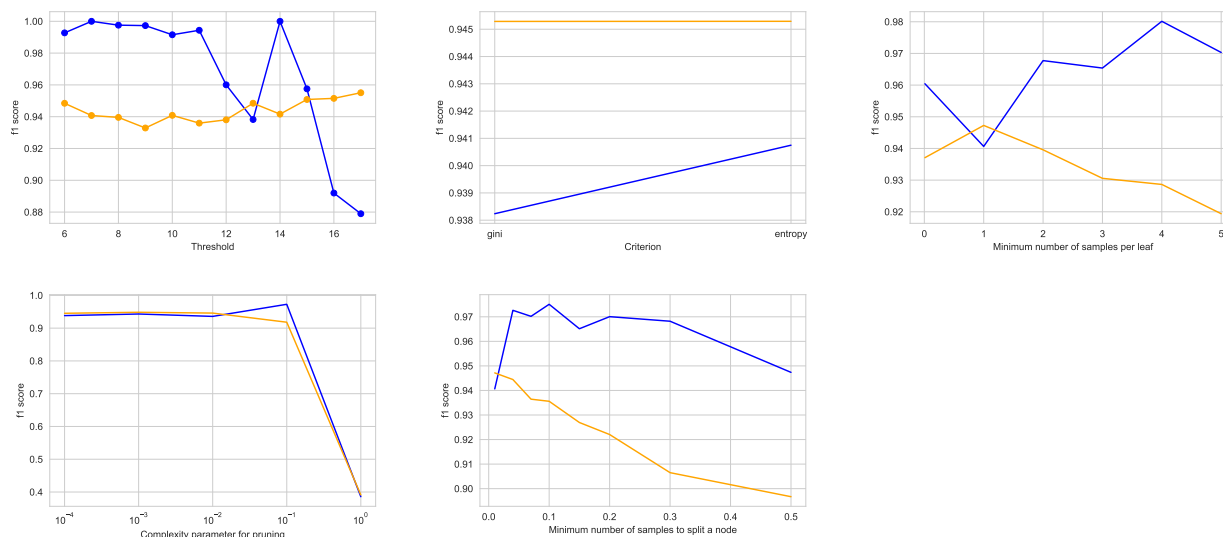 1.00
0.98
0.96
0.94
0.92
0.90
0.88
f1 score
6 8 10 12 14 16
Threshold
0.945
0.944
0.943
0.942
0.941
0.940
0.939
0.938
f1 score
gini entropy
Criterion
0.98
0.97
0.96
0.95
0.94
0.93
0.92
f1 score
0 1 2 3 4 5
Minimum number of samples per leaf
1.0
0.9
0.8
0.7
0.6
0.5
0.4
f1 score
10⁻⁴ 10⁻³ 10⁻² 10⁻¹ 10⁰
Complexity parameter for pruning
0.97
0.96
0.95
0.94
0.93
0.92
0.91
0.90
f1 score
0.0 0.1 0.2 0.3 0.4 0.5
Minimum number of samples to split a node